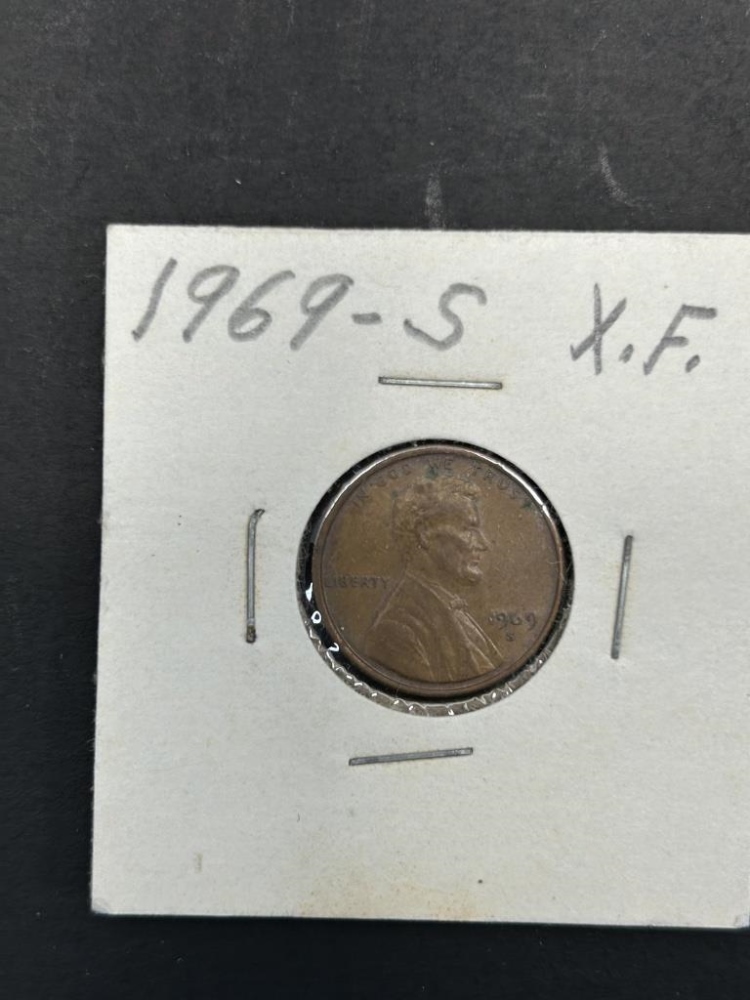 1969-S X.F.
IN GOD WE TRUST
LIBERTY
1969
S